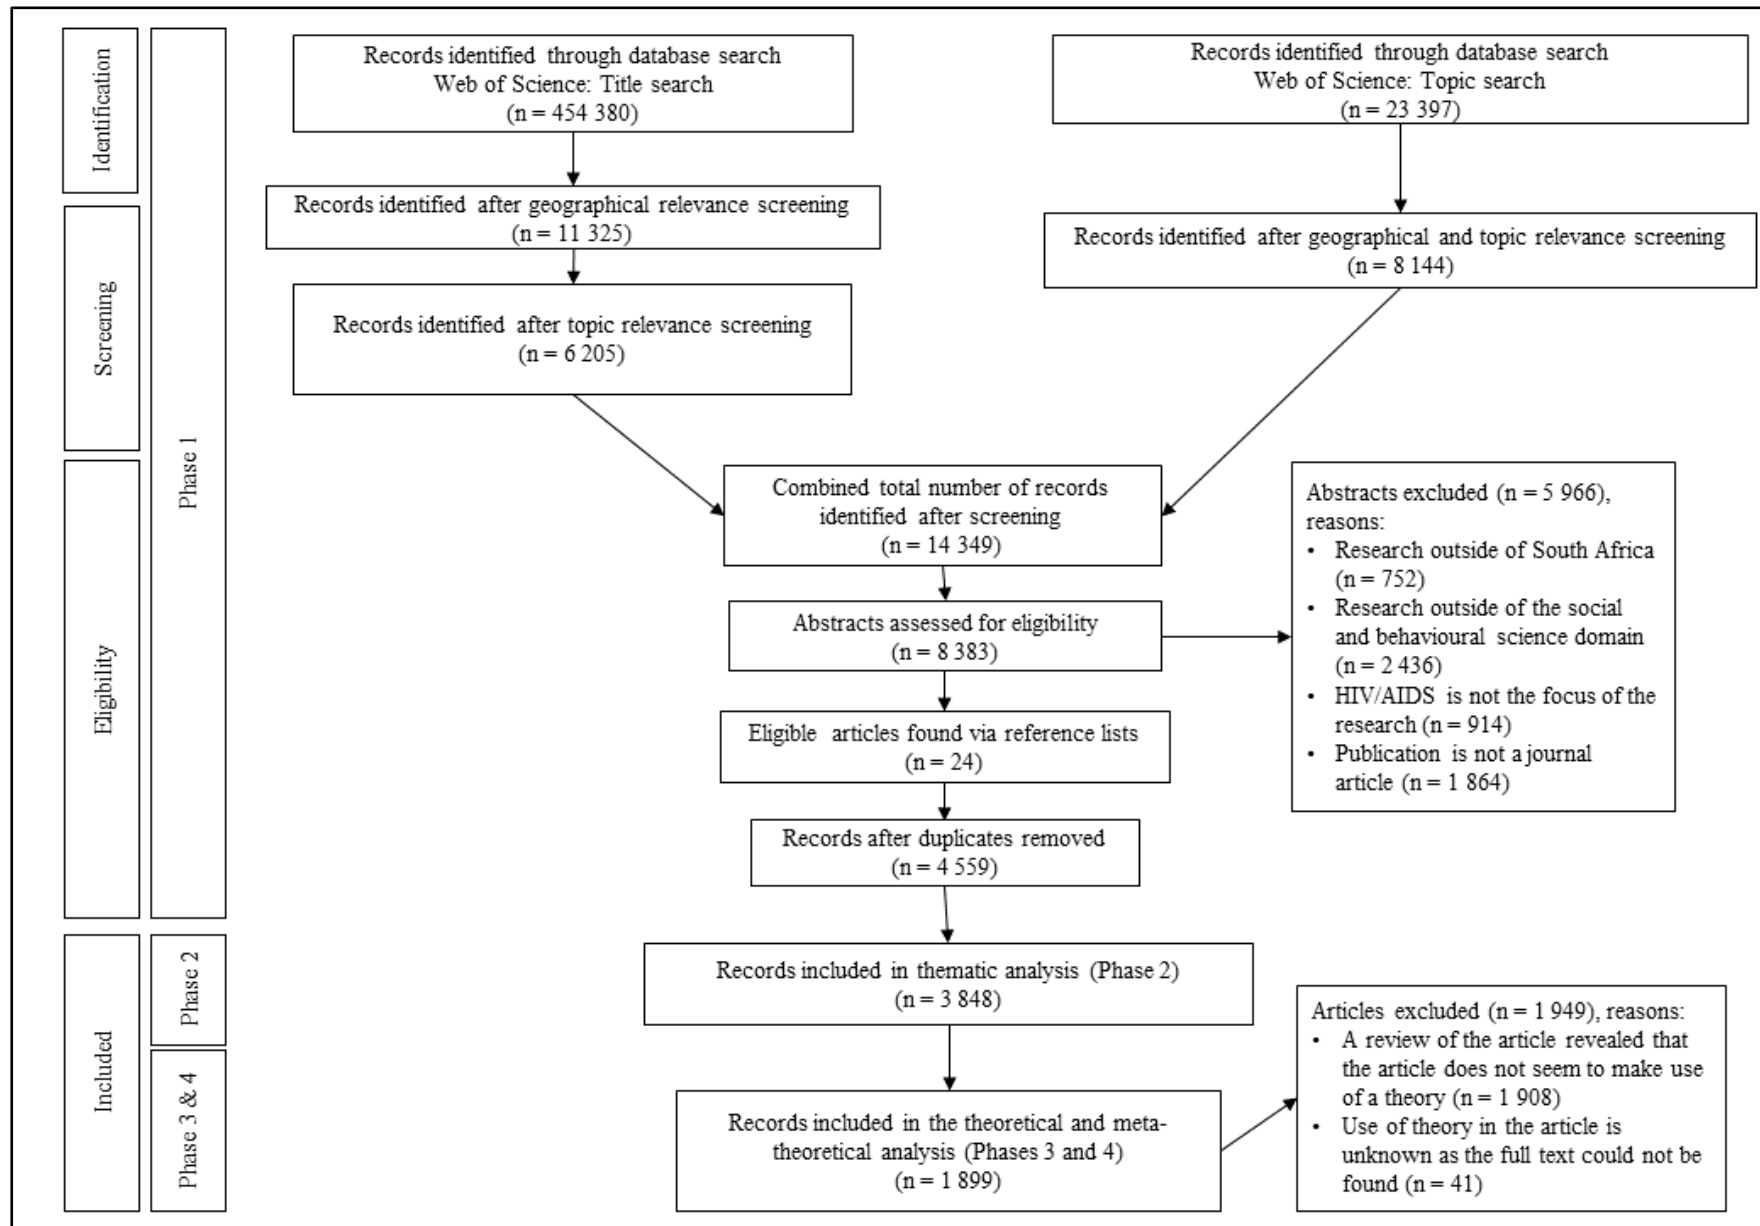 Identification
Screening
Eligibility
Included
Phase 1
Phase 2
Phase 3 & 4
Records identified through database search
Web of Science: Title search
(n = 454 380)
Records identified through database search
Web of Science: Topic search
(n = 23 397)
Records identified after geographical relevance screening
(n = 11 325)
Records identified after geographical and topic relevance screening
(n = 8 144)
Records identified after topic relevance screening
(n = 6 205)
Combined total number of records
identified after screening
(n = 14 349)
Abstracts assessed for eligibility
(n = 8 383)
Abstracts excluded (n = 5 966),
reasons:
• Research outside of South Africa
(n = 752)
• Research outside of the social
and behavioural science domain
(n = 2 436)
• HIV/AIDS is not the focus of the
research (n = 914)
• Publication is not a journal
article (n = 1 864)
Eligible articles found via reference lists
(n = 24)
Records after duplicates removed
(n = 4 559)
Records included in thematic analysis (Phase 2)
(n = 3 848)
Records included in the theoretical and meta-
theoretical analysis (Phases 3 and 4)
(n = 1 899)
Articles excluded (n = 1 949), reasons:
• A review of the article revealed that
the article does not seem to make use
of a theory (n = 1 908)
• Use of theory in the article is
unknown as the full text could not be
found (n = 41)